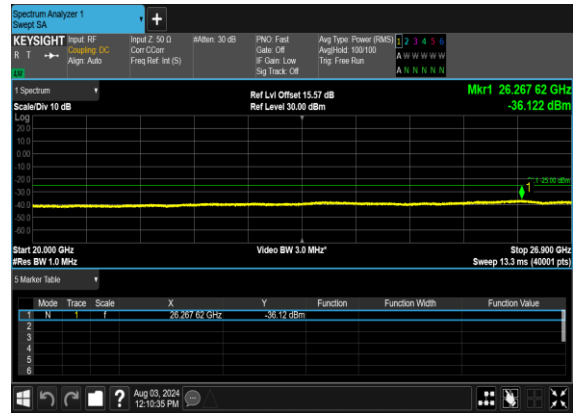 Spectrum Analyzer 1
Swept SA
KEYSIGHT Input: RF Input Z: 50 Ω #Atten: 30 dB PNO: Fast Avg Type: Power (RMS) 1 2 3 4 5 6
R T Coupling: DC Corr CCorr Gate: Off Avg|Hold: 100/100 A W W W W W
Align: Auto Freq Ref: Int (S) IF Gain: Low Trig: Free Run
LW Sig Track: Off A N N N N N
1 Spectrum Mkr1 26.267 62 GHz
Ref Lvl Offset 15.57 dB
Scale/Div 10 dB Ref Level 30.00 dBm -36.122 dBm
Log
20.0
10.0
0.00
-10.0
-20.0
-25.00 dBm
1
-30.0
-40.0
-50.0
-60.0
Start 20.000 GHz Video BW 3.0 MHz* Stop 26.900 GHz
#Res BW 1.0 MHz Sweep 13.3 ms (40001 pts)
5 Marker Table
Mode Trace Scale X Y Function Function Width Function Value
1 N 1 f 26.267 62 GHz -36.12 dBm
2
3
4
5
6
? Aug 03, 2024
12:10:35 PM